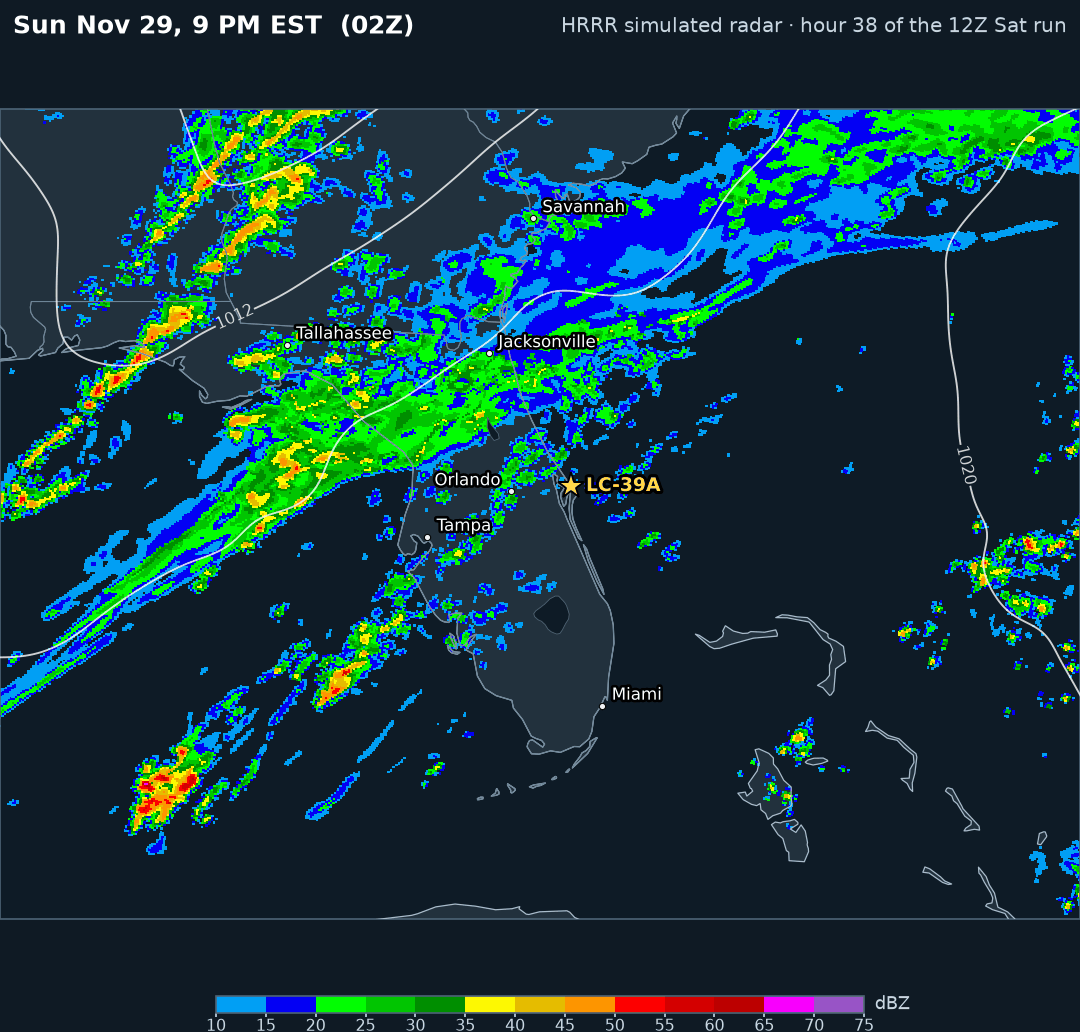 Sun Nov 29, 9 PM EST (02Z)
HRRR simulated radar · hour 38 of the 12Z Sat run
Savannah
1012
Tallahassee
Jacksonville
1020
Orlando
LC-39A
Tampa
Miami
dBZ
10 15 20 25 30 35 40 45 50 55 60 65 70 75